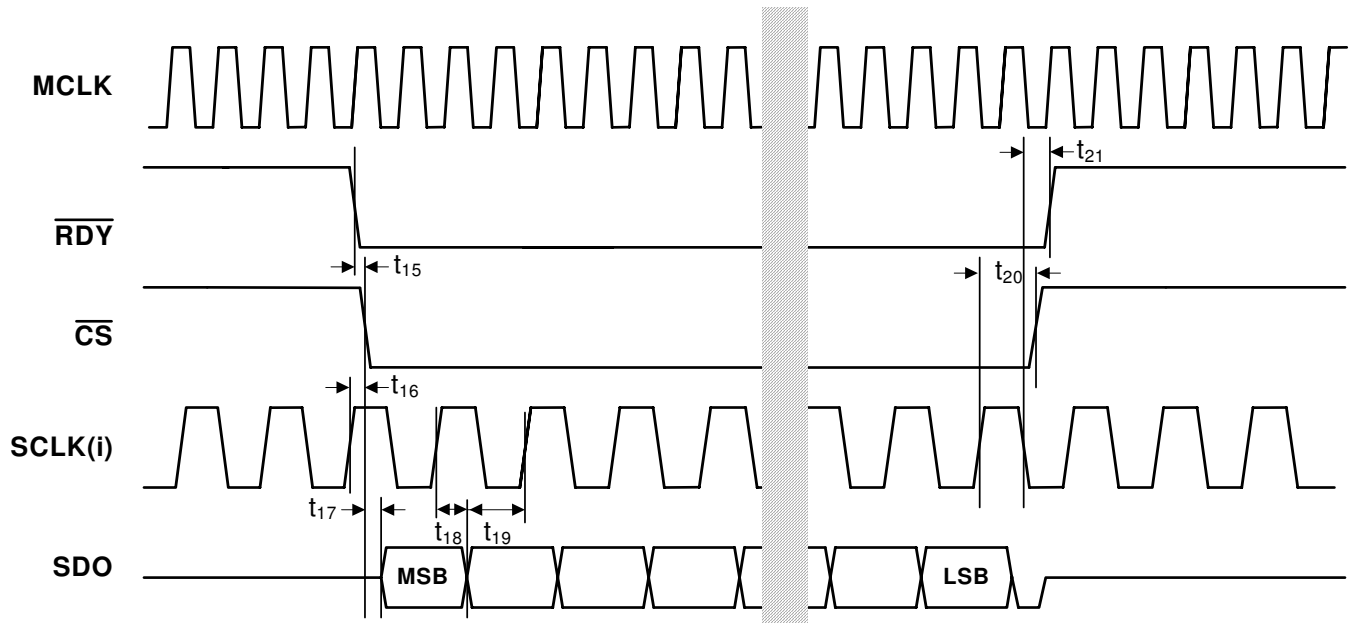 MCLK
t21
RDY
t15
t20
CS
t16
SCLK(i)
t17
t18
t19
SDO
MSB
LSB